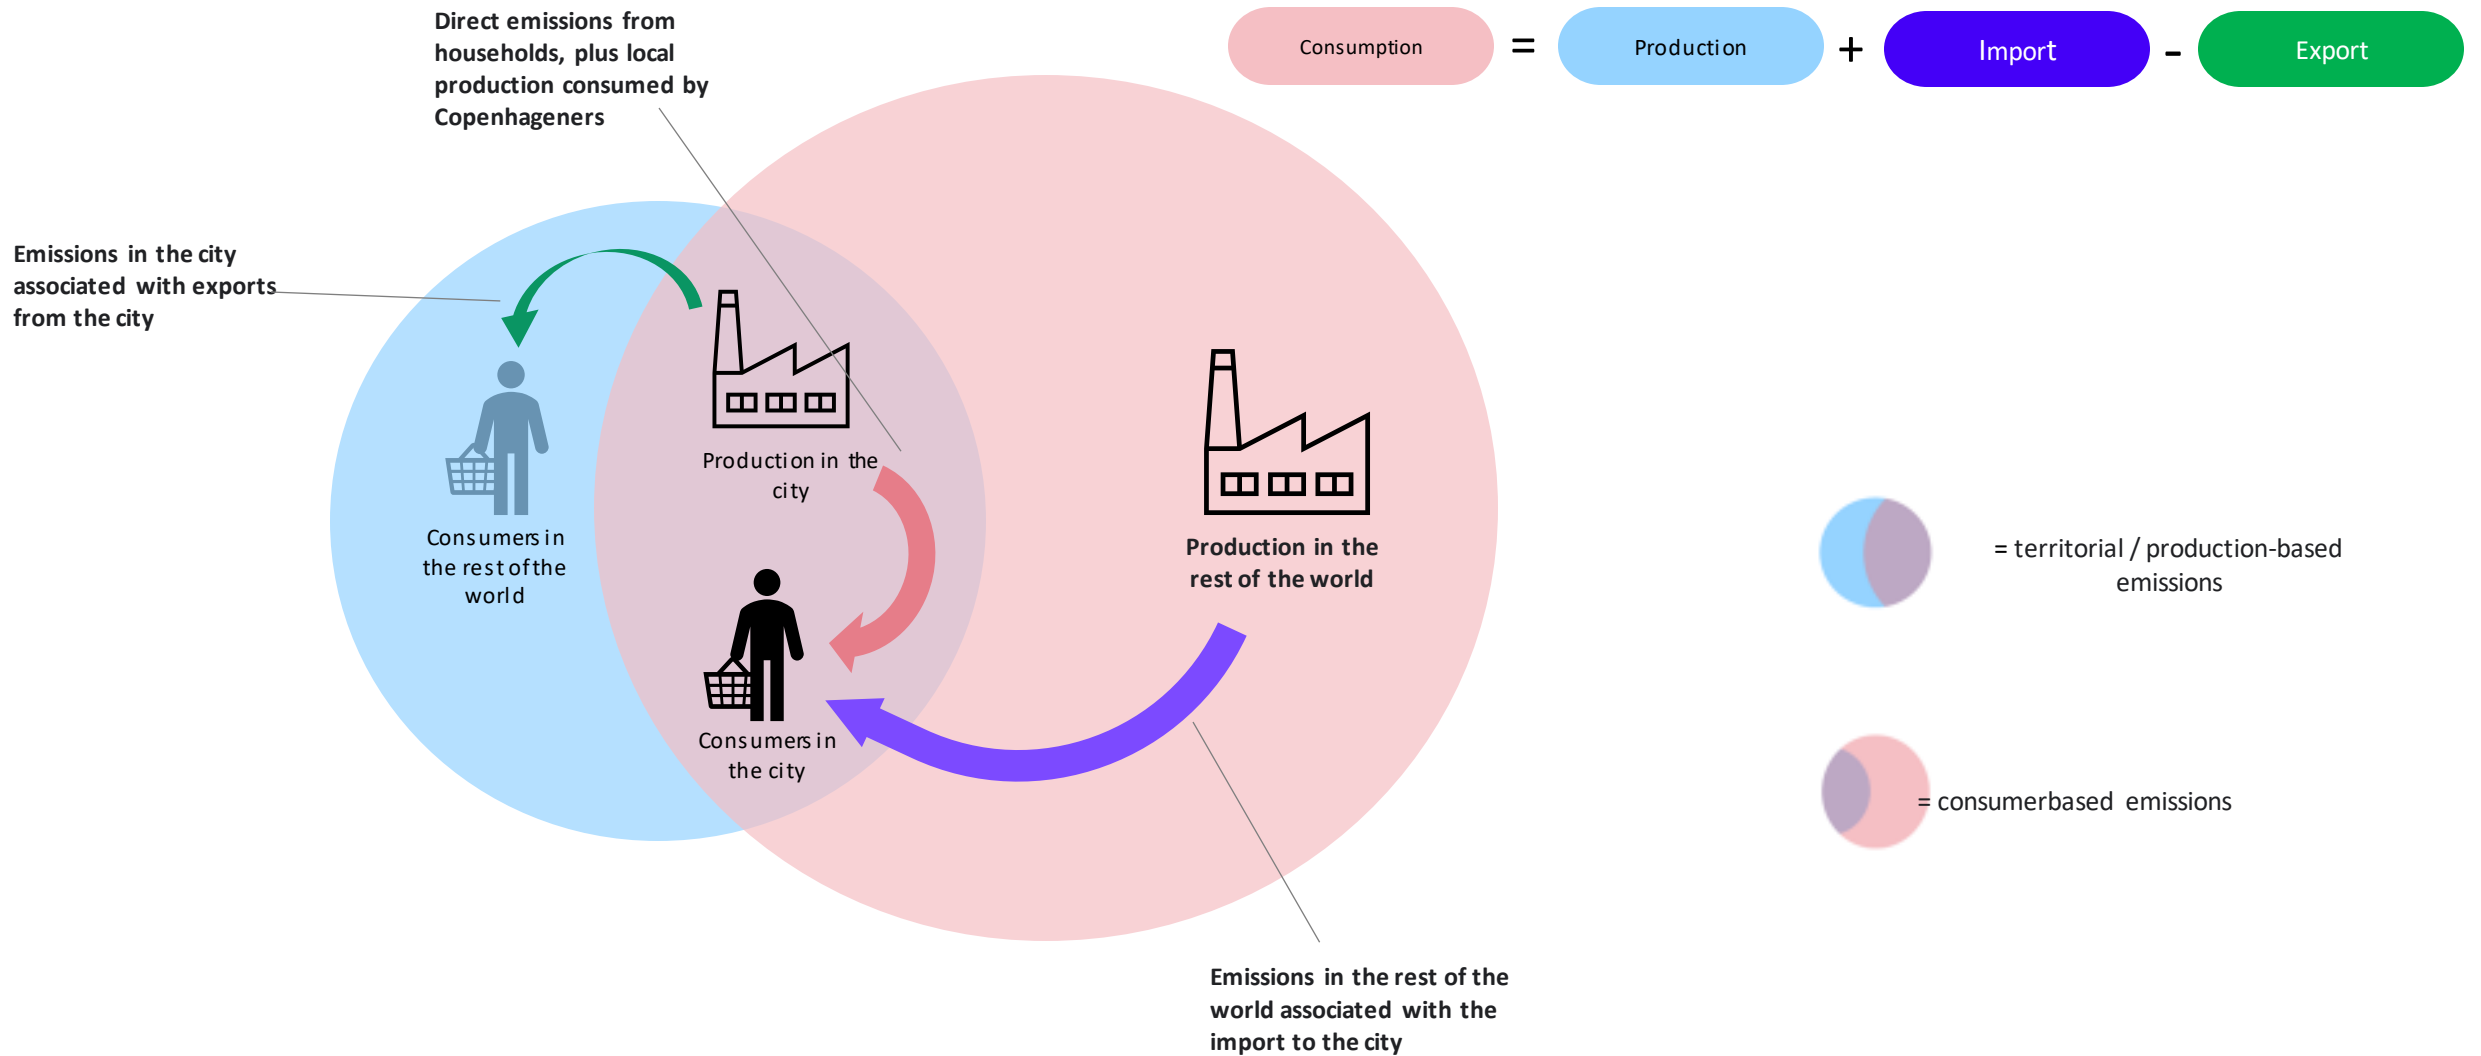 Direct emissions from
households, plus local
production consumed by
Copenhageners
Consumption = Production + Import - Export
Emissions in the city
associated with exports
from the city
Production in the
city
Consumers in
the rest of the
world
Production in the
rest of the world
Consumers in
the city
= territorial / production-based
emissions
= consumerbased emissions
Emissions in the rest of the
world associated with the
import to the city